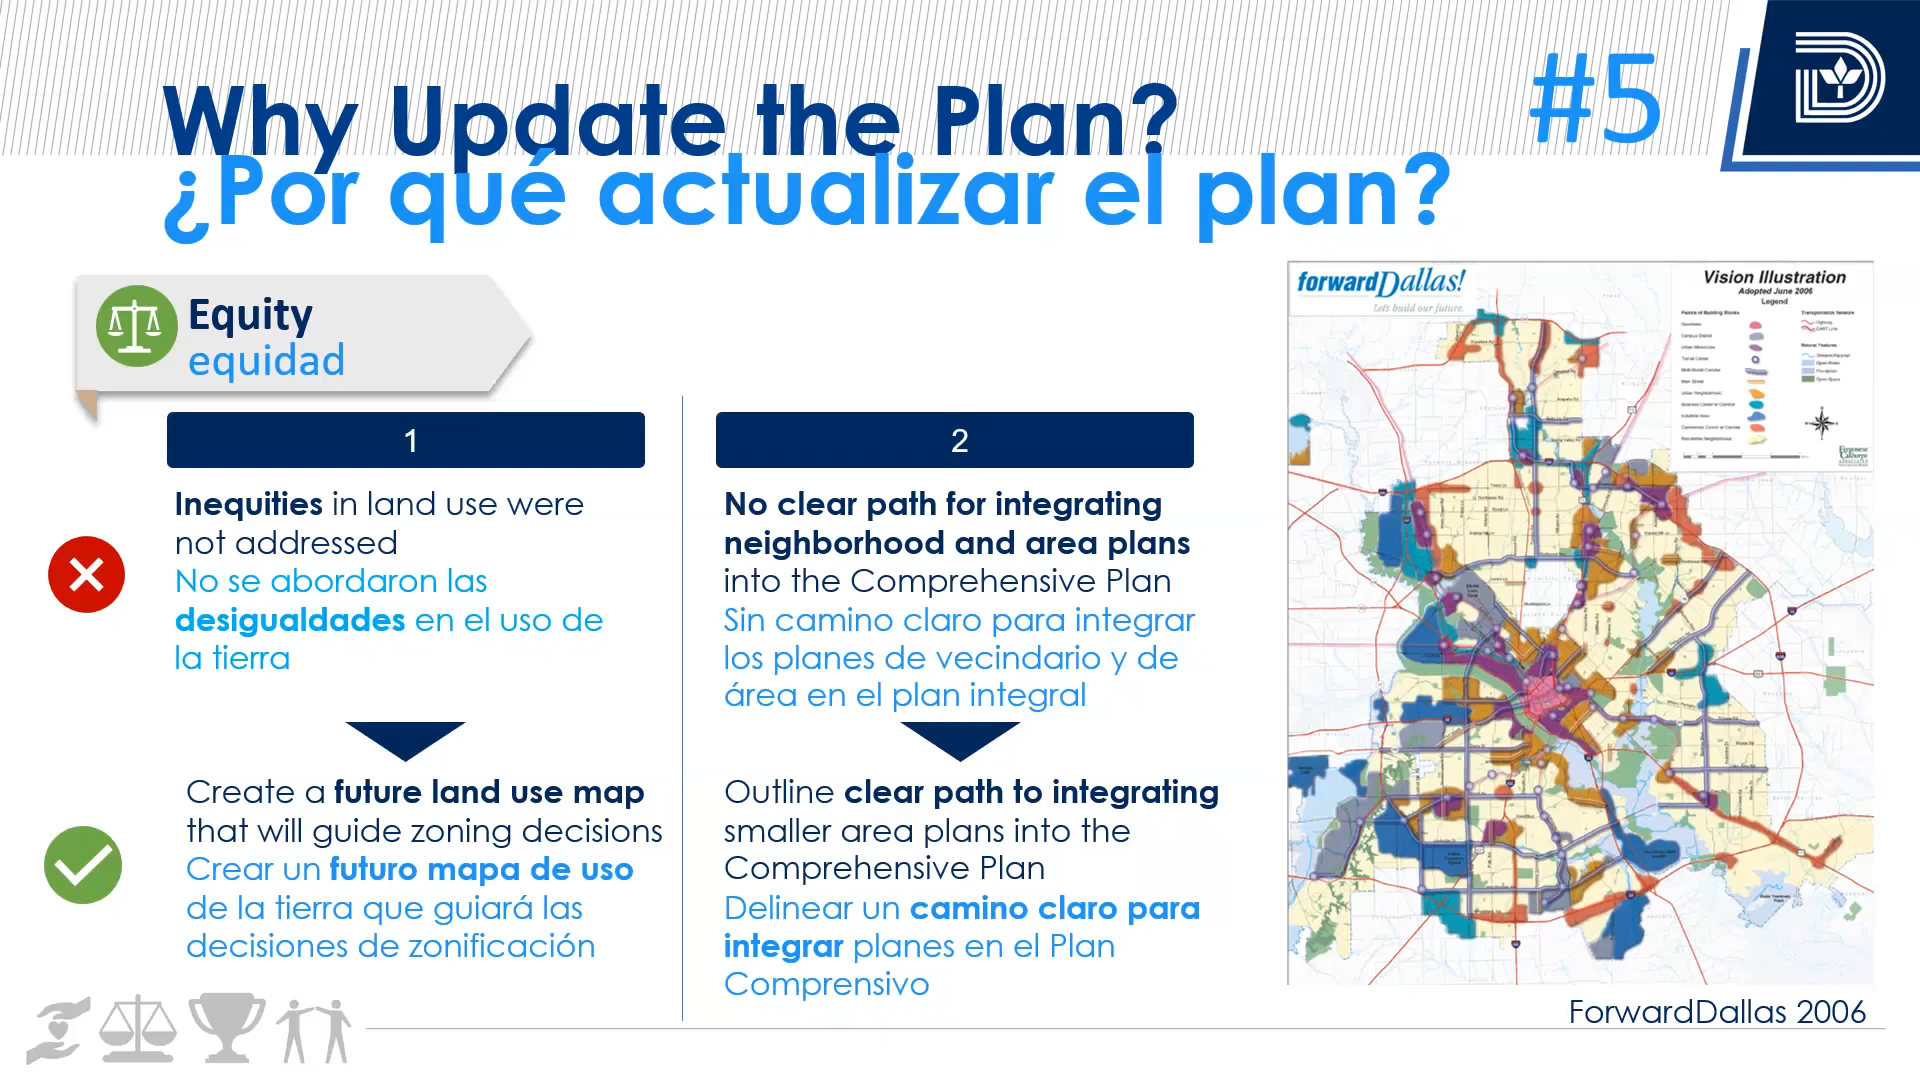 Why Update the Plan?
#5
¿Por qué actualizar el plan?
Equity
equidad
1
Inequities in land use were
not addressed
No se abordaron las
desigualdades en el uso de
la tierra
Create a future land use map
that will guide zoning decisions
Crear un futuro mapa de uso
de la tierra que guiará las
decisiones de zonificación
2
No clear path for integrating
neighborhood and area plans
into the Comprehensive Plan
Sin camino claro para integrar
los planes de vecindario y de
área en el plan integral
Outline clear path to integrating
smaller area plans into the
Comprehensive Plan
Delinear un camino claro para
integrar planes en el Plan
Comprensivo
forwardDallas!
Let's build our future.
Vision Illustration
Adopted June 2006
Legend
ForwardDallas 2006